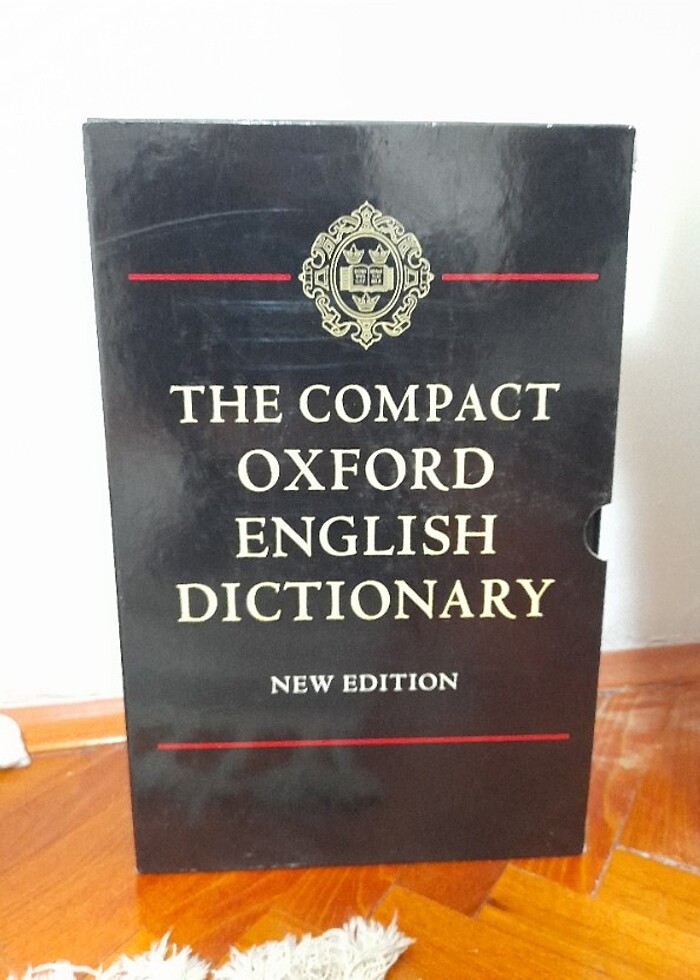 THE COMPACT
OXFORD
ENGLISH
DICTIONARY
NEW EDITION